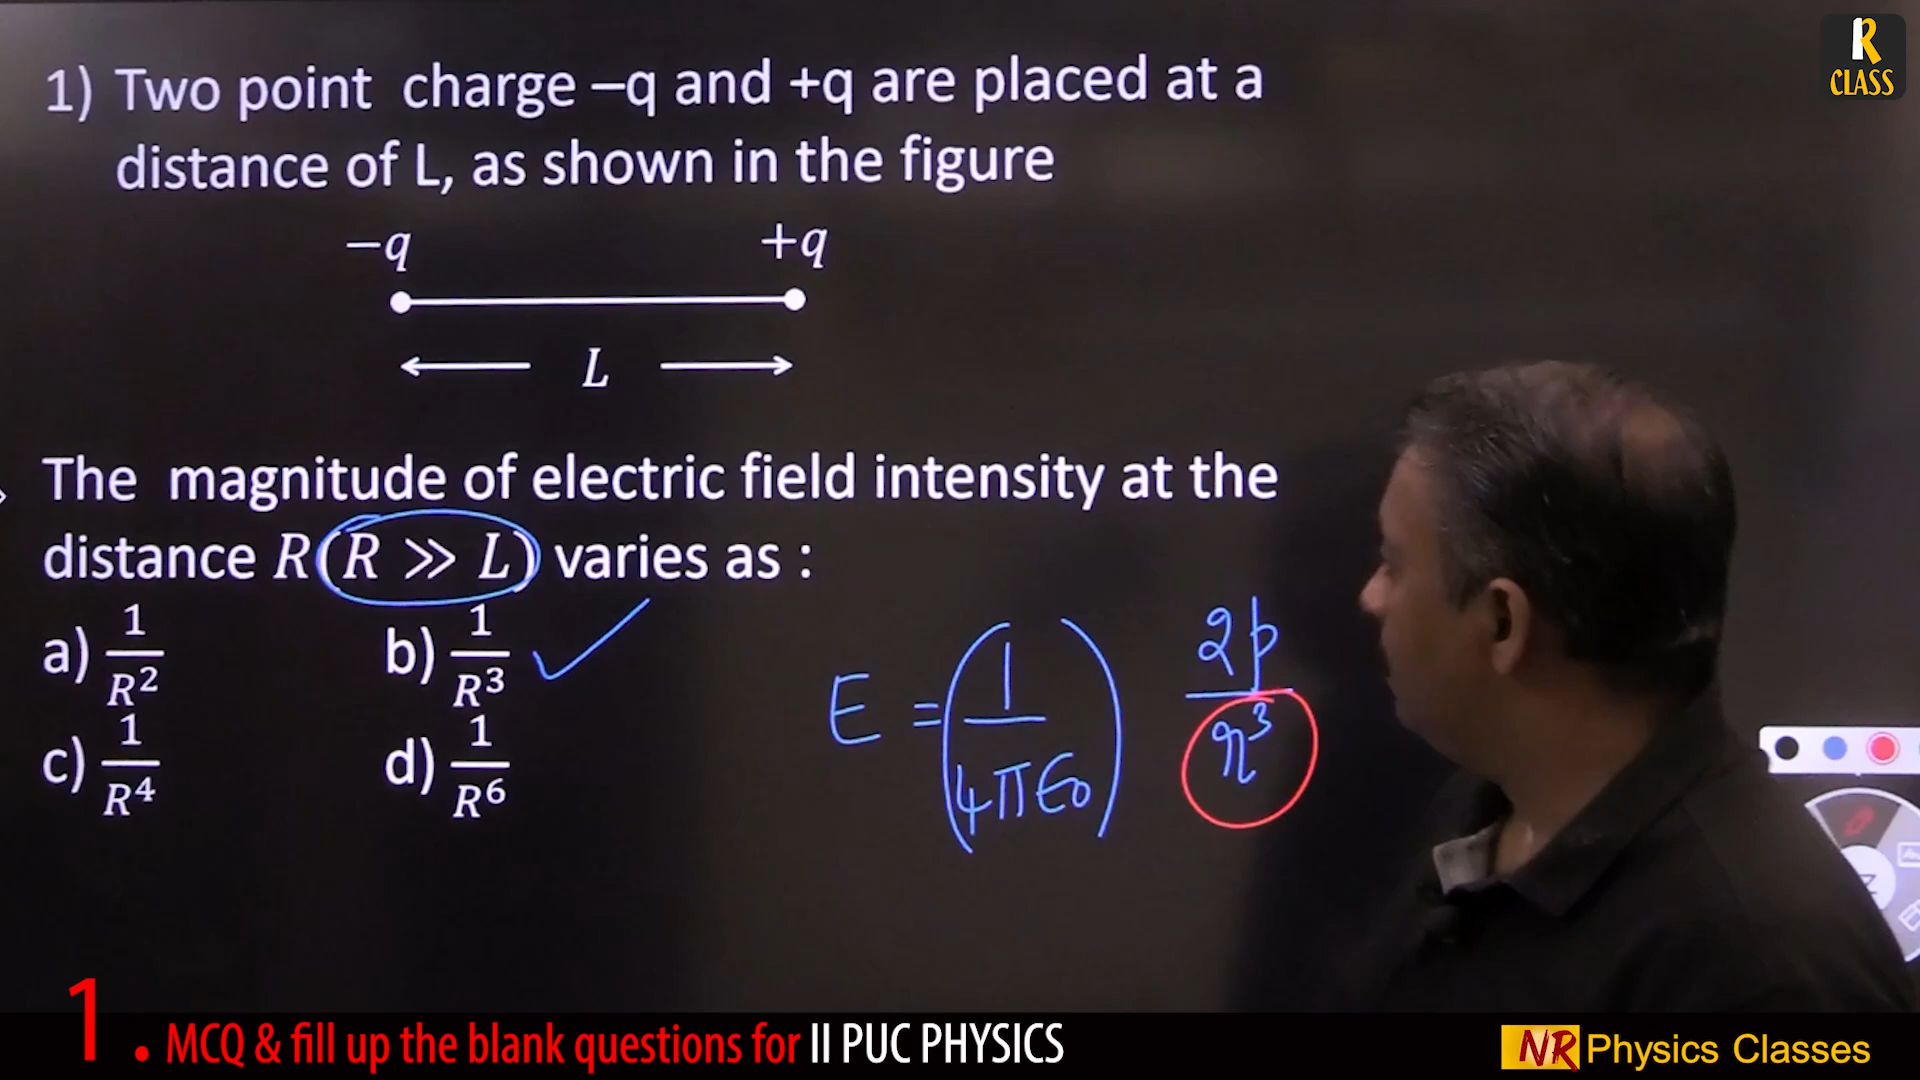 R
CLASS
1) Two point charge –q and +q are placed at a
distance of L, as shown in the figure
−q +q
L
The magnitude of electric field intensity at the
distance R(R ≫ L) varies as :
a) 1/R² b) 1/R³ ✓
c) 1/R⁴ d) 1/R⁶
E = (1/4πϵ₀) 2p/r³
1. MCQ & fill up the blank questions for II PUC PHYSICS
NR Physics Classes